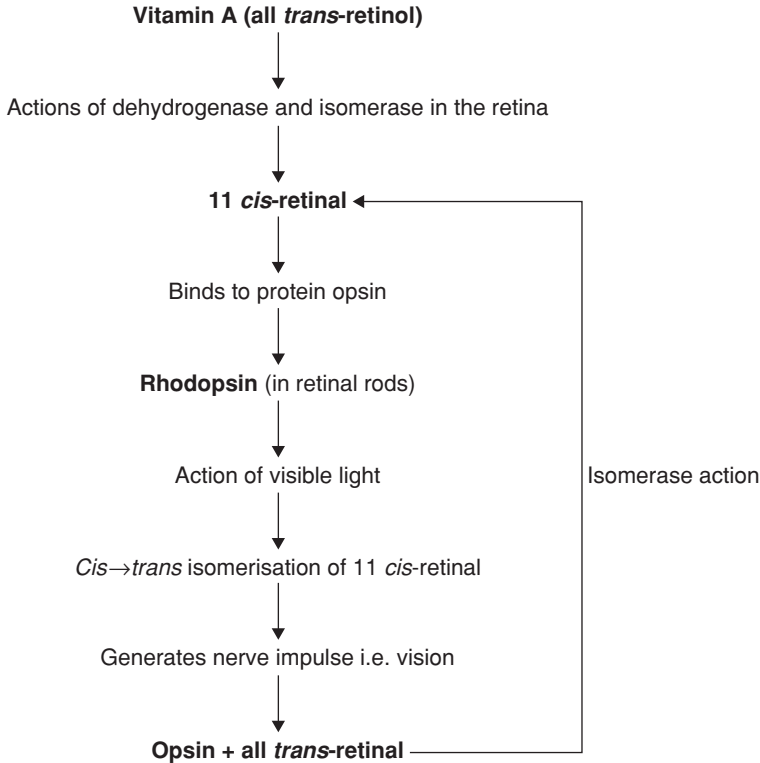 Vitamin A (all trans-retinol)
Actions of dehydrogenase and isomerase in the retina
11 cis-retinal
Binds to protein opsin
Rhodopsin (in retinal rods)
Action of visible light
Isomerase action
Cis→trans isomerisation of 11 cis-retinal
Generates nerve impulse i.e. vision
Opsin + all trans-retinal